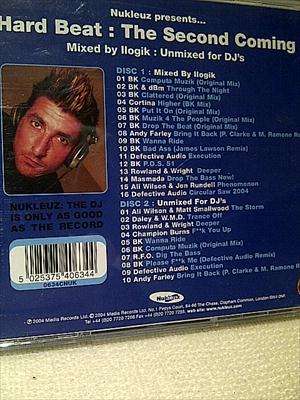 Nukleuz presents...
Hard Beat : The Second Coming
Mixed by Ilogik : Unmixed for DJ's
DISC 1 : Mixed By Ilogik
01 BK Computa Muzik (Original Mix)
02 BK & dBm Through The Night
03 BK Clattered (Original Mix)
04 Cortina Higher (BK Mix)
05 BK Put It On (Original Mix)
06 BK Muzik 4 The People (Original Mix)
07 BK Drop The Beat (Original Mix)
08 Andy Farley Bring It Back (P. Clarke & M. Ramone
09 BK Wanna Ride
10 BK Bad Ass (James Lawson Remix)
11 Defective Audio Execution
12 BK P.O.S. 51
13 Rowland & Wright Deeper
14 Masmada Drop The Bass Now!
15 Ali Wilson & Jon Rundell Phenomennon
16 Defective Audio Circular Saw 2004
DISC 2 : Unmixed For DJ's
01 Ali Wilson & Matt Smallwood The Storm
02 Daley & W.M.D. Trance Off
03 Rowland & Wright Deeper
04 Champion Burns F**k You Up
05 BK Wanna Ride
06 BK Computa Muzik (Original Mix)
07 R.F.O. Dig The Bass
08 BK Please F**k Me (Defective Audio Remix)
09 Defective Audio Execution
10 Andy Farley Bring It Back (P. Clarke & M. Ramone
NUKLEUZ: THE DJ
IS ONLY AS GOOD
AS THE RECORD
5 025375 406344
0634CNUK
Nukleuz